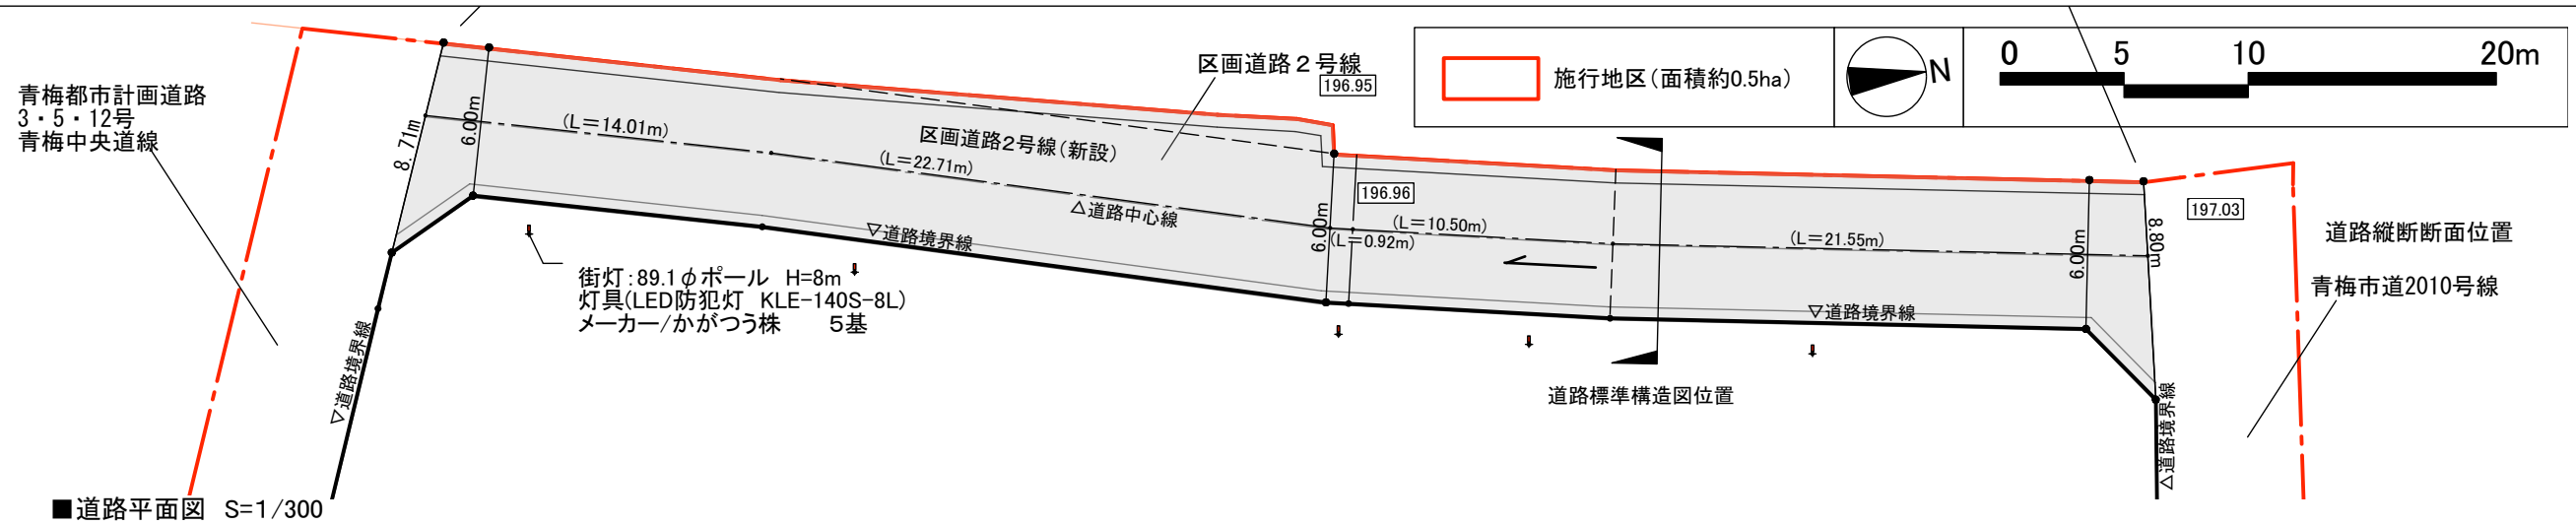 青梅都市計画道路
3・5・12号
青梅中央道線
8.71m
6.00m
(L=14.01m)
(L=22.71m)
区画道路2号線(新設)
区画道路２号線
196.95
施行地区(面積約0.5ha)
N
0 5 10 20m
△道路中心線
▽道路境界線
6.00m
196.96
(L=0.92m)
(L=10.50m)
(L=21.55m)
6.00m
8.80m
197.03
道路縦断断面位置
青梅市道2010号線
街灯:89.1φポール H=8m
灯具(LED防犯灯 KLE-140S-8L)
メーカー/かがつう株 5基
▽道路境界線
▽道路境界線
道路標準構造図位置
△道路境界線
■道路平面図 S=1/300